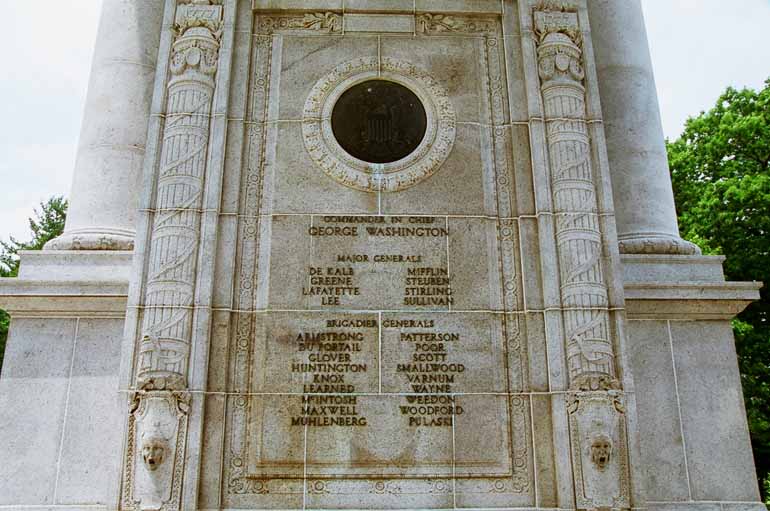 COMMANDER IN CHIEF
GEORGE WASHINGTON
MAJOR GENERALS
DE KALB MIFFLIN
GREENE STEUBEN
LAFAYETTE STIRLING
LEE SULLIVAN
BRIGADIER GENERALS
ARMSTRONG PATTERSON
DU PORTAIL POOR
GLOVER SCOTT
HUNTINGTON SMALLWOOD
KNOX VARNUM
LEARNED WAYNE
MCINTOSH WEEDON
MAXWELL WOODFORD
MUHLENBERG PULASKI